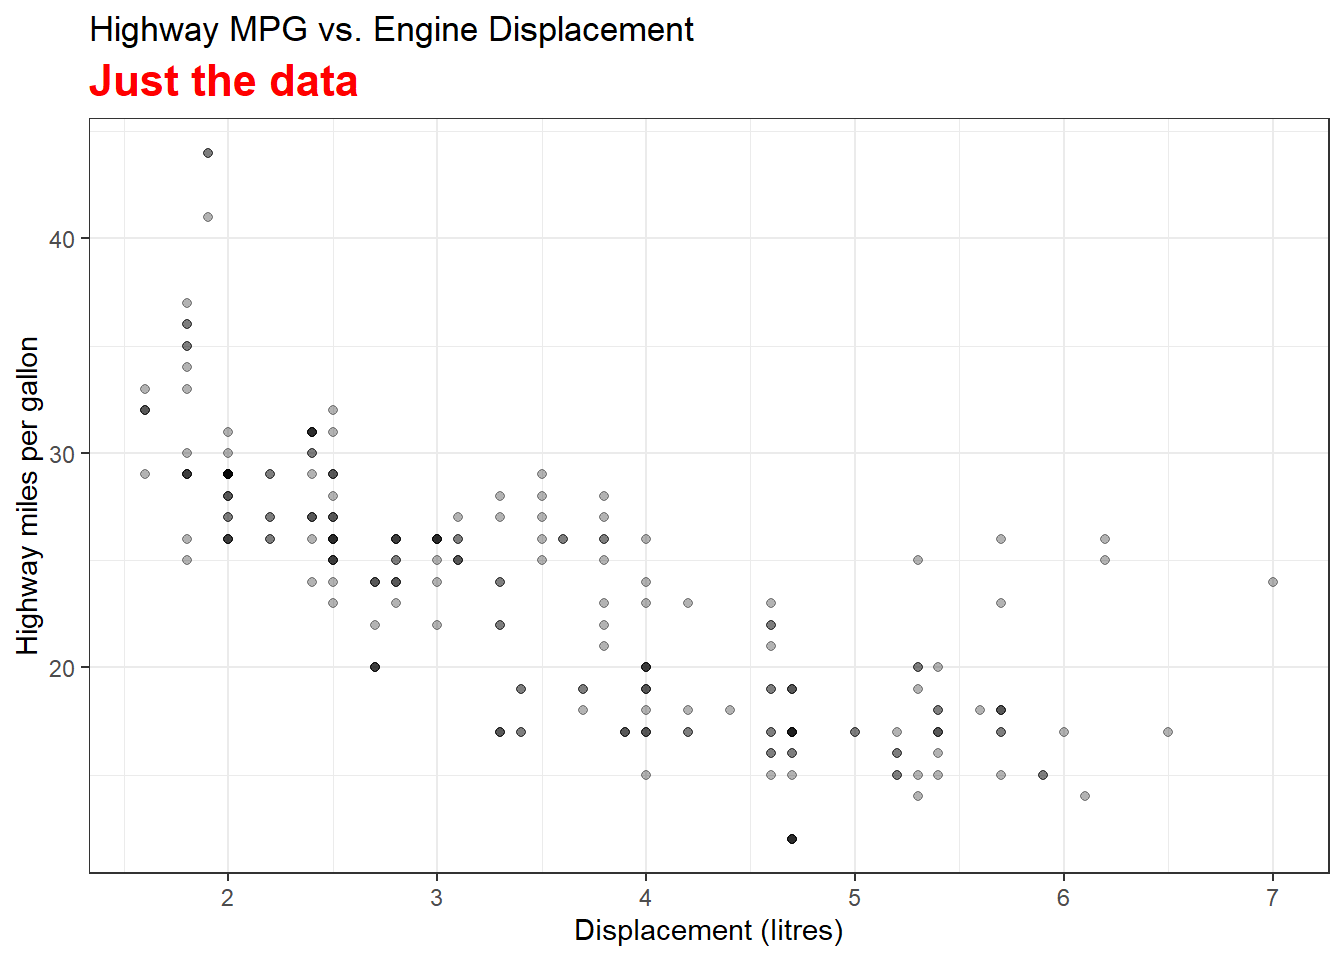 Highway MPG vs. Engine Displacement
Just the data
Highway miles per gallon
40
30
20
2 3 4 5 6 7
Displacement (litres)